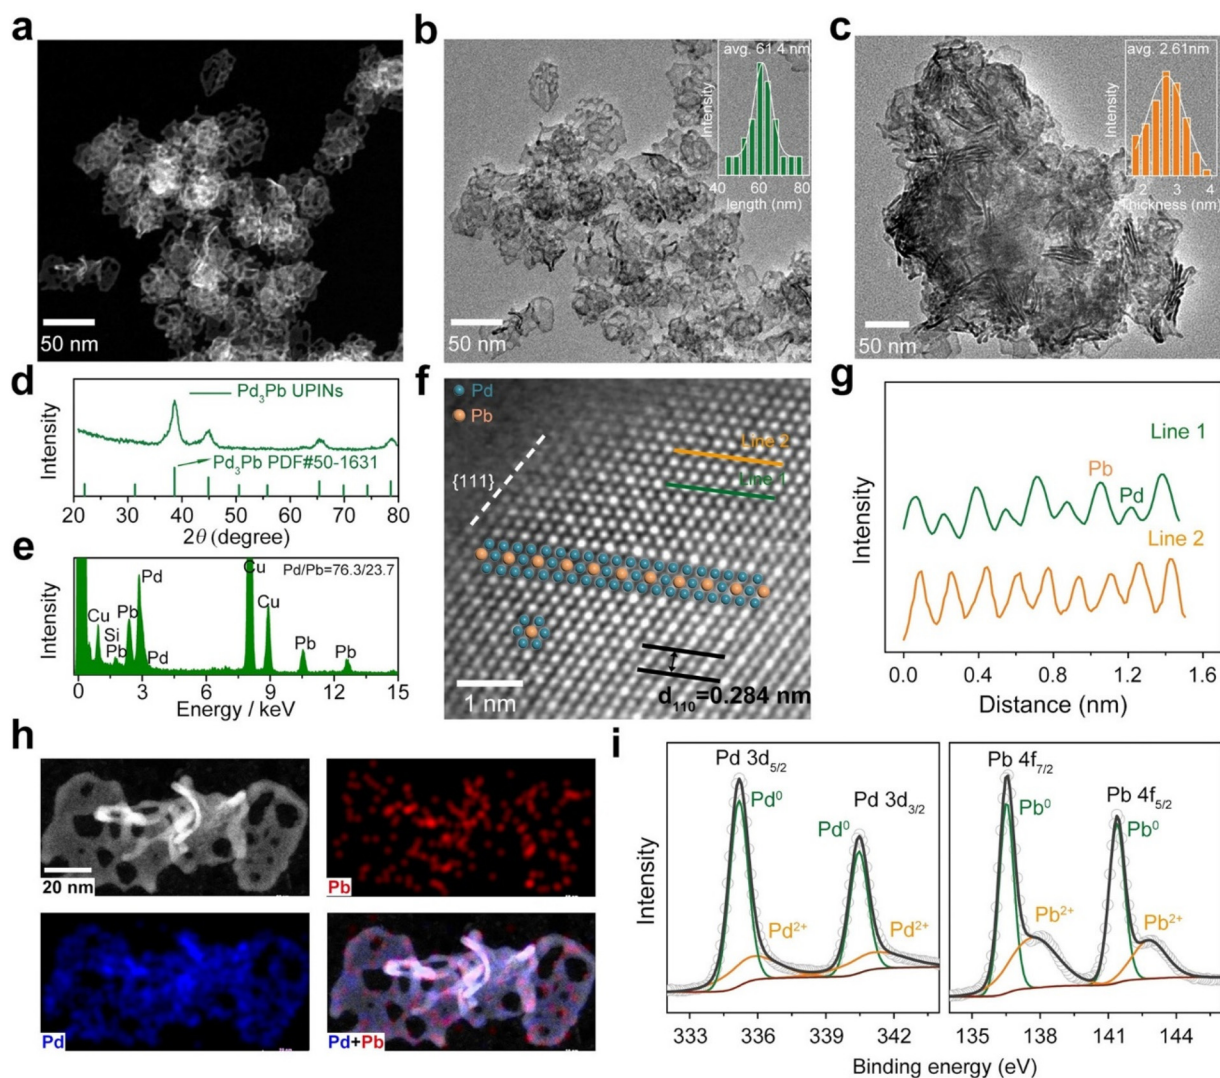 a
50 nm
b
avg. 61.4 nm
Intensity
40 60 80
length (nm)
50 nm
c
avg. 2.61nm
Intensity
2 3 4
Thickness (nm)
50 nm
d
Intensity
Pd₃Pb UPINs
Pd₃Pb PDF#50-1631
20 30 40 50 60 70 80
2θ (degree)
e
Intensity
Pd/Pb=76.3/23.7
Cu
Si
Pb
Pb
Pd
Pd
Cu
Cu
Pb
Pb
0 3 6 9 12 15
Energy / keV
f
Pd
Pb
{111}
Line 2
Line 1
d₁₁₀=0.284 nm
1 nm
g
Intensity
Line 1
Pb
Pd
Line 2
0.0 0.4 0.8 1.2 1.6
Distance (nm)
h
20 nm
Pb
Pd
Pd+Pb
i
Intensity
Pd 3d₅/₂
Pd⁰
Pd 3d₃/₂
Pd⁰
Pd²⁺
Pd²⁺
Pb 4f₇/₂
Pb⁰
Pb 4f₅/₂
Pb⁰
Pb²⁺
Pb²⁺
333 336 339 342
135 138 141 144
Binding energy (eV)